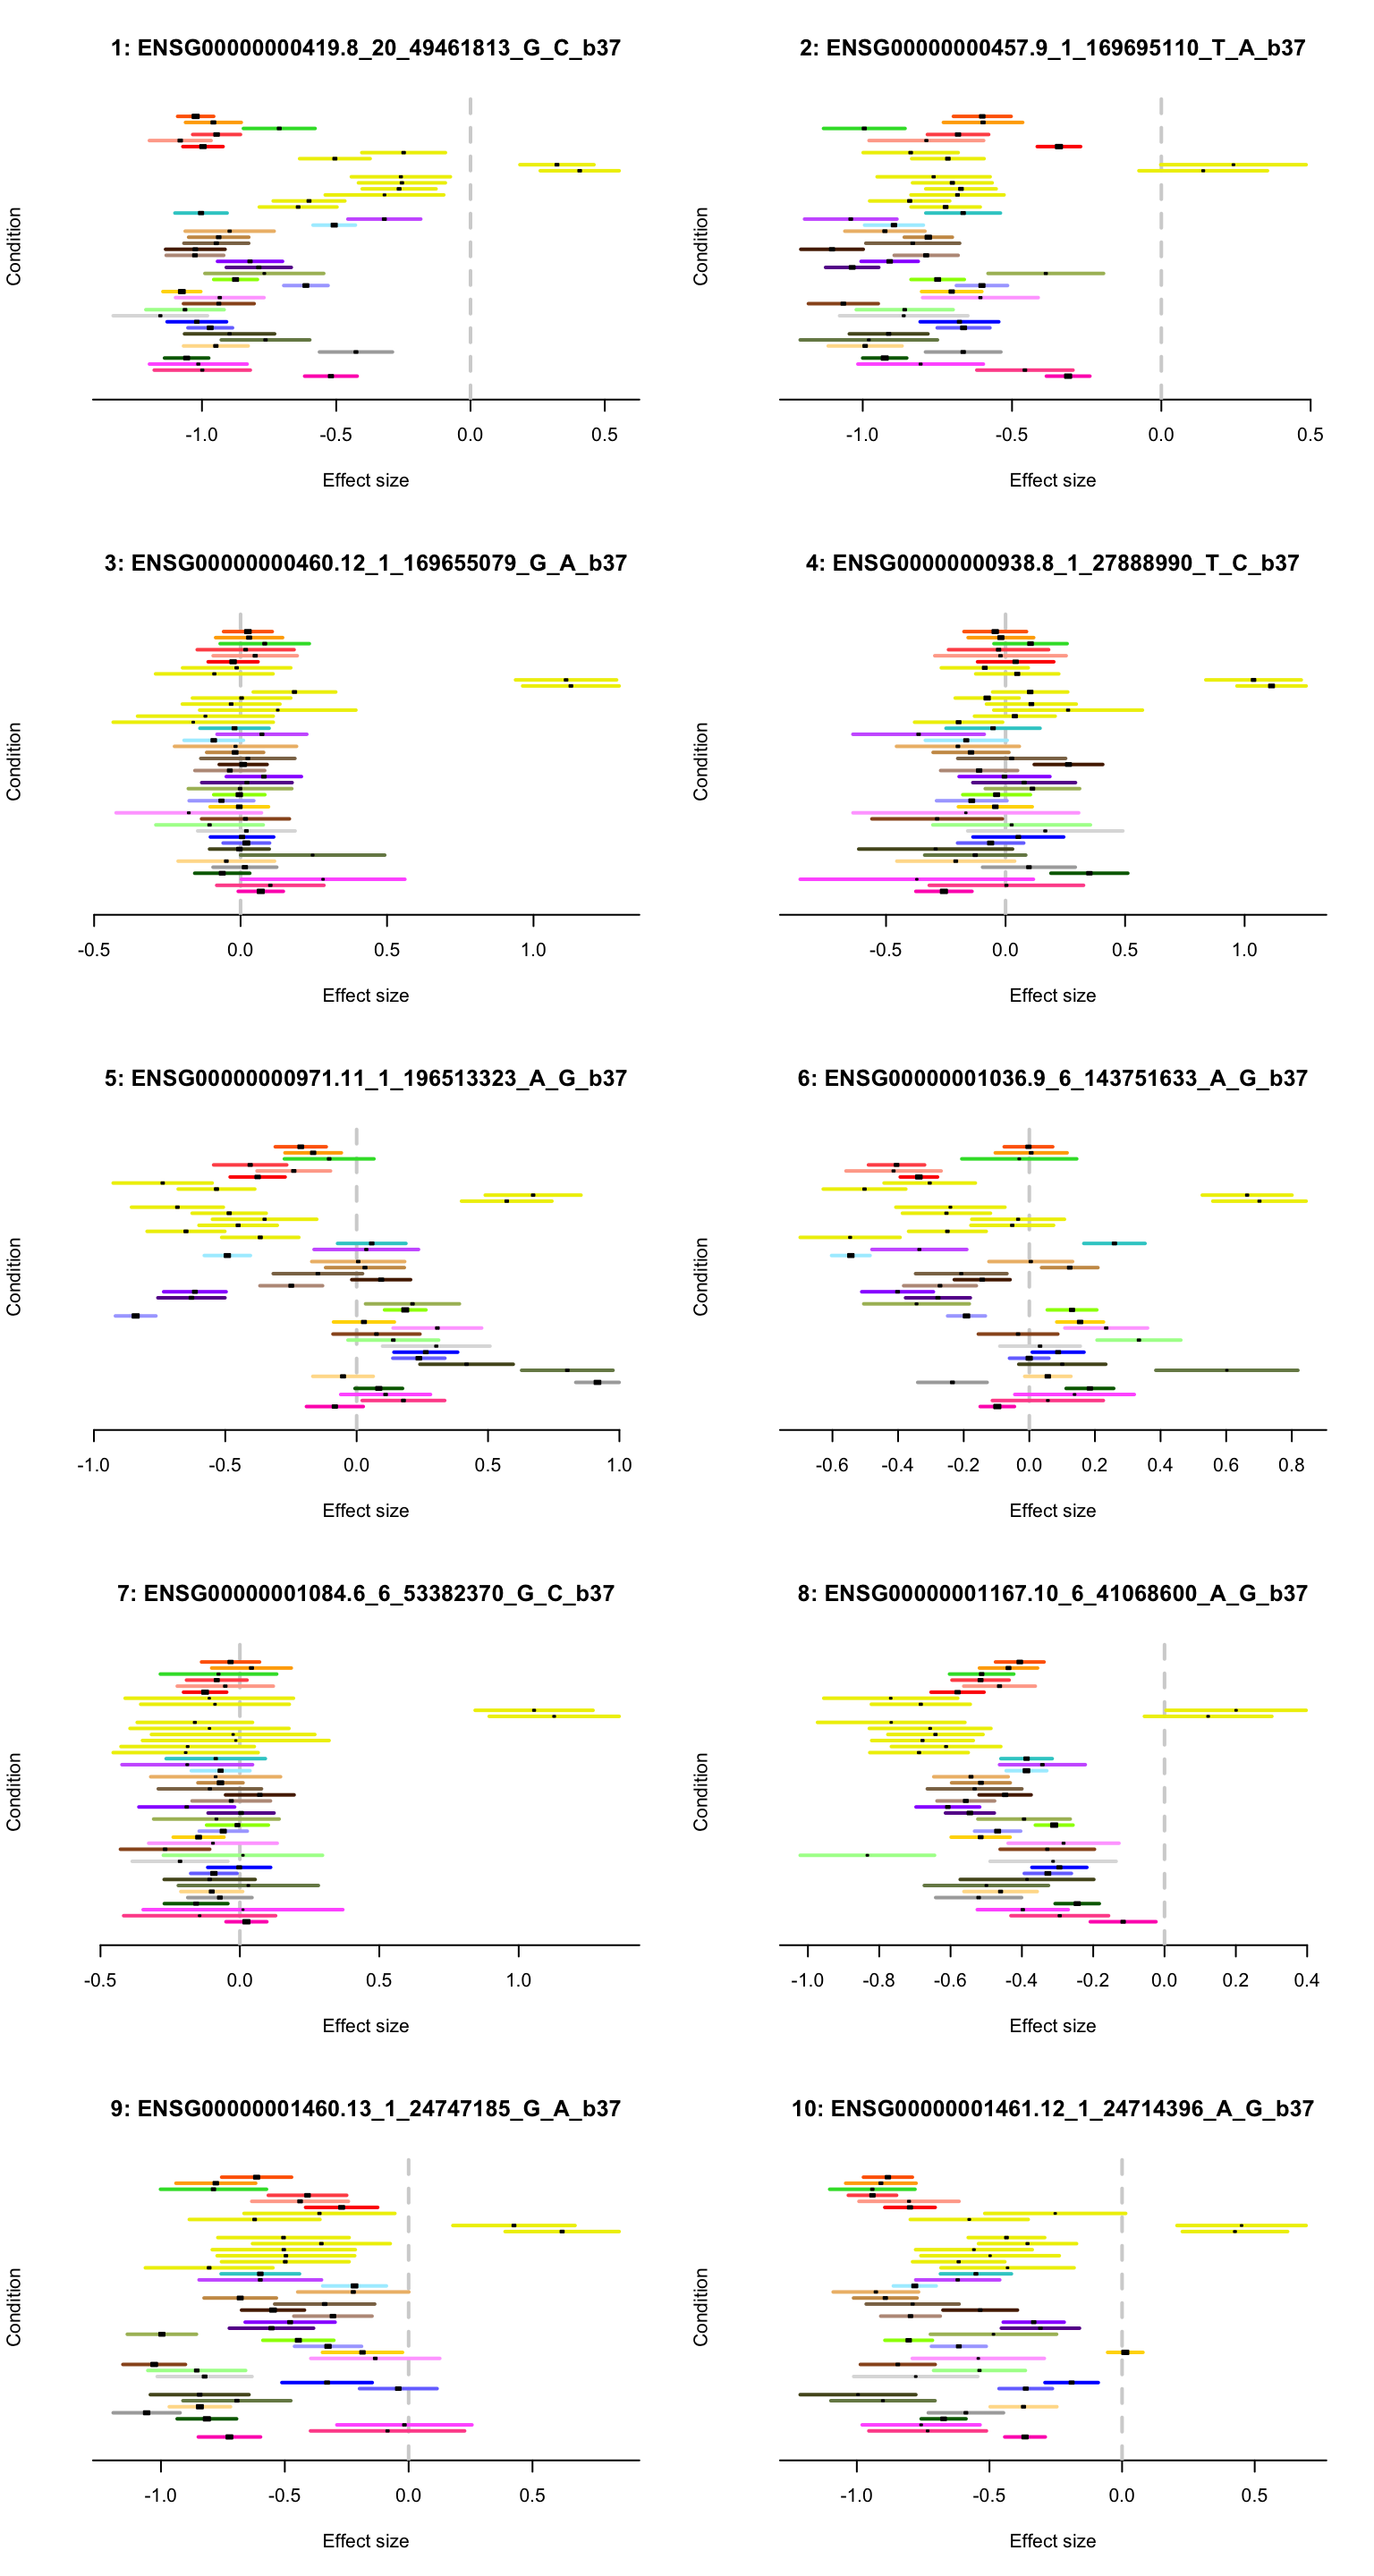 1: ENSG00000000419.8_20_49461813_G_C_b37
Condition
-1.0 -0.5 0.0 0.5
Effect size
2: ENSG00000000457.9_1_169695110_T_A_b37
Condition
-1.0 -0.5 0.0 0.5
Effect size
3: ENSG00000000460.12_1_169655079_G_A_b37
Condition
-0.5 0.0 0.5 1.0
Effect size
4: ENSG00000000938.8_1_27888990_T_C_b37
Condition
-0.5 0.0 0.5 1.0
Effect size
5: ENSG00000000971.11_1_196513323_A_G_b37
Condition
-1.0 -0.5 0.0 0.5 1.0
Effect size
6: ENSG00000001036.9_6_143751633_A_G_b37
Condition
-0.6 -0.4 -0.2 0.0 0.2 0.4 0.6 0.8
Effect size
7: ENSG00000001084.6_6_53382370_G_C_b37
Condition
-0.5 0.0 0.5 1.0
Effect size
8: ENSG00000001167.10_6_41068600_A_G_b37
Condition
-1.0 -0.8 -0.6 -0.4 -0.2 0.0 0.2 0.4
Effect size
9: ENSG00000001460.13_1_24747185_G_A_b37
Condition
-1.0 -0.5 0.0 0.5
Effect size
10: ENSG00000001461.12_1_24714396_A_G_b37
Condition
-1.0 -0.5 0.0 0.5
Effect size